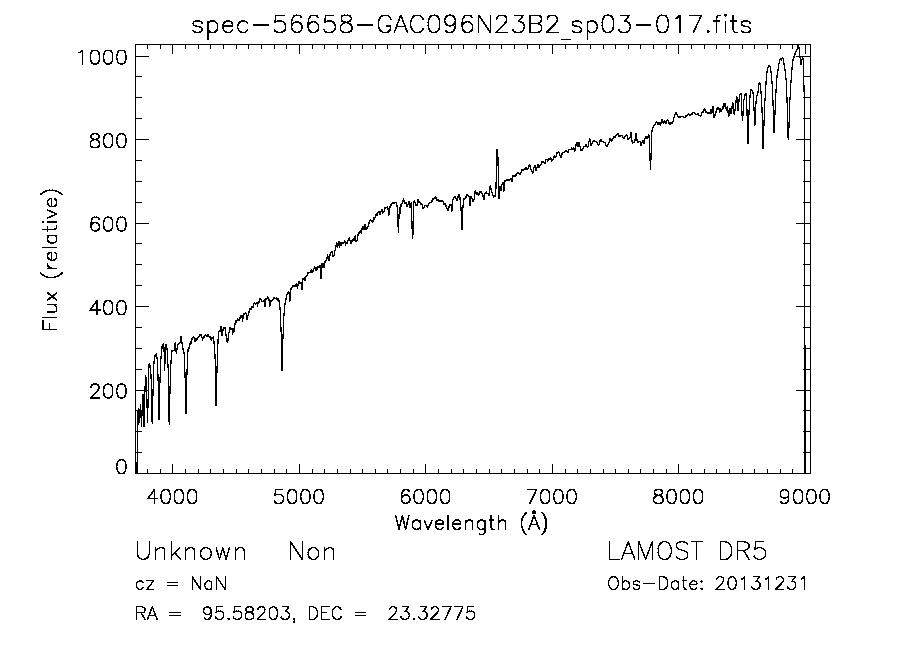 spec-56658-GAC096N23B2_sp03-017.fits
1000
800
600
400
200
0
Flux (relative)
4000 5000 6000 7000 8000 9000
Wavelength (Å)
Unknown Non LAMOST DR5
cz = NaN Obs-Date: 20131231
RA = 95.58203, DEC = 23.32775